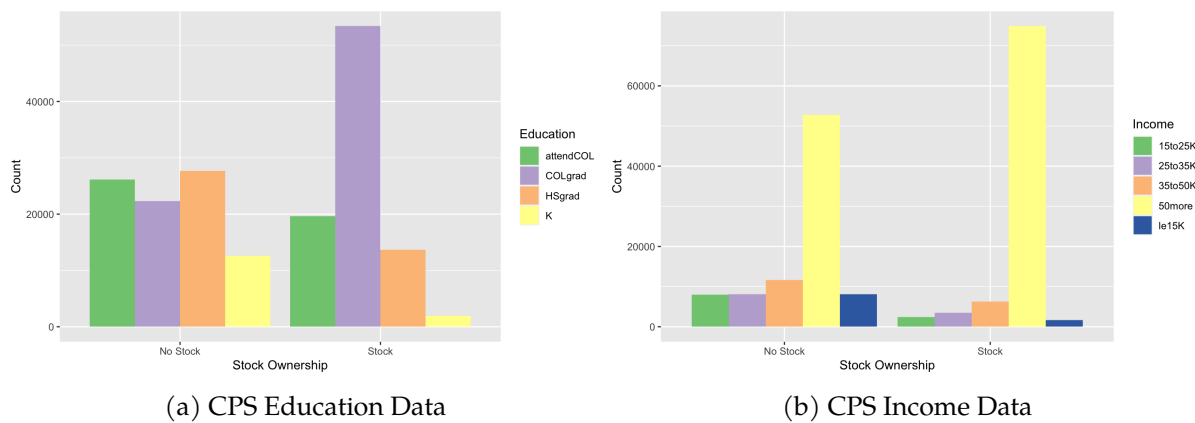 40000
20000
0
Count
No Stock
Stock
Stock Ownership
Education
attendCOL
COLgrad
HSgrad
K
(a) CPS Education Data
60000
40000
20000
0
Count
No Stock
Stock
Stock Ownership
Income
15to25K
25to35K
35to50K
50more
le15K
(b) CPS Income Data